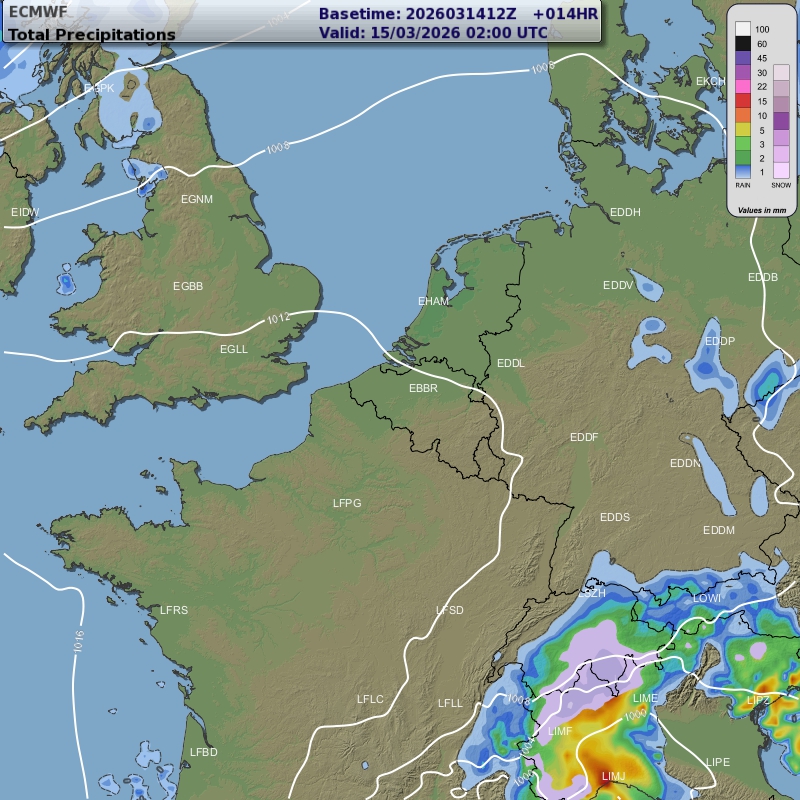 ECMWF
Total Precipitations
Basetime: 2026031412Z +014HR
Valid: 15/03/2026 02:00 UTC
100
60
45
30
22
15
10
5
3
2
1
RAIN SNOW
Values in mm
1004
EGPK
1008
EKCH
1008
EGNM
EIDW
EDDH
EGBB
EDDV
EDDB
EHAM
1012
EGLL
EDDP
EDDL
EBBR
EDDF
EDDN
LFPG
EDDS
EDDM
LSZH
LOWI
LFRS
LFSD
1016
LFLC
LFLL
1008
LIME
LIPZ
1000
LIMF
1004
LFBD
LIPE
LIMJ
1000